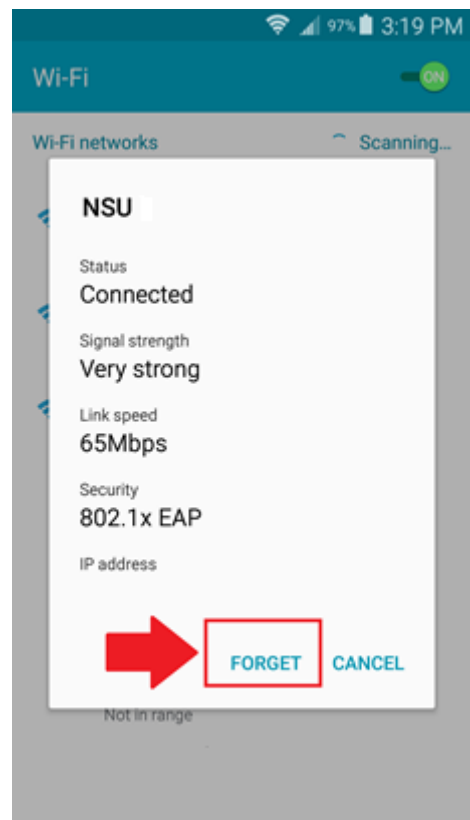 97% 3:19 PM
Wi-Fi ON
Wi-Fi networks Scanning...
NSU
Status
Connected
Signal strength
Very strong
Link speed
65Mbps
Security
802.1x EAP
IP address
FORGET CANCEL
Not in range